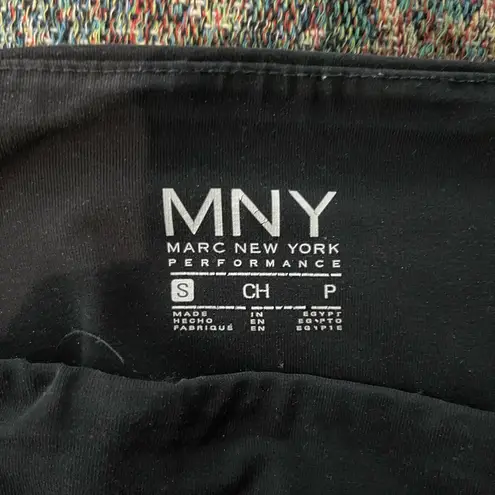 MNY
MARC NEW YORK
PERFORMANCE
S CH P
MADE IN EGYPT
HECHO EN EGIPTO
FABRIQUÉ EN EGYPTE